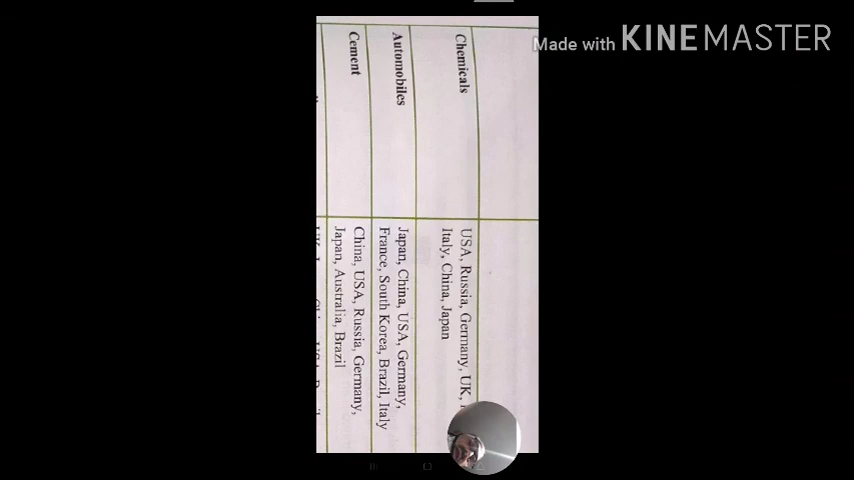 Made with KINEMASTER
Chemicals
USA, Russia, Germany, UK,
Italy, China, Japan
Automobiles
Japan, China, USA, Germany,
France, South Korea, Brazil, Italy
Cement
China, USA, Russia, Germany,
Japan, Australia, Brazil